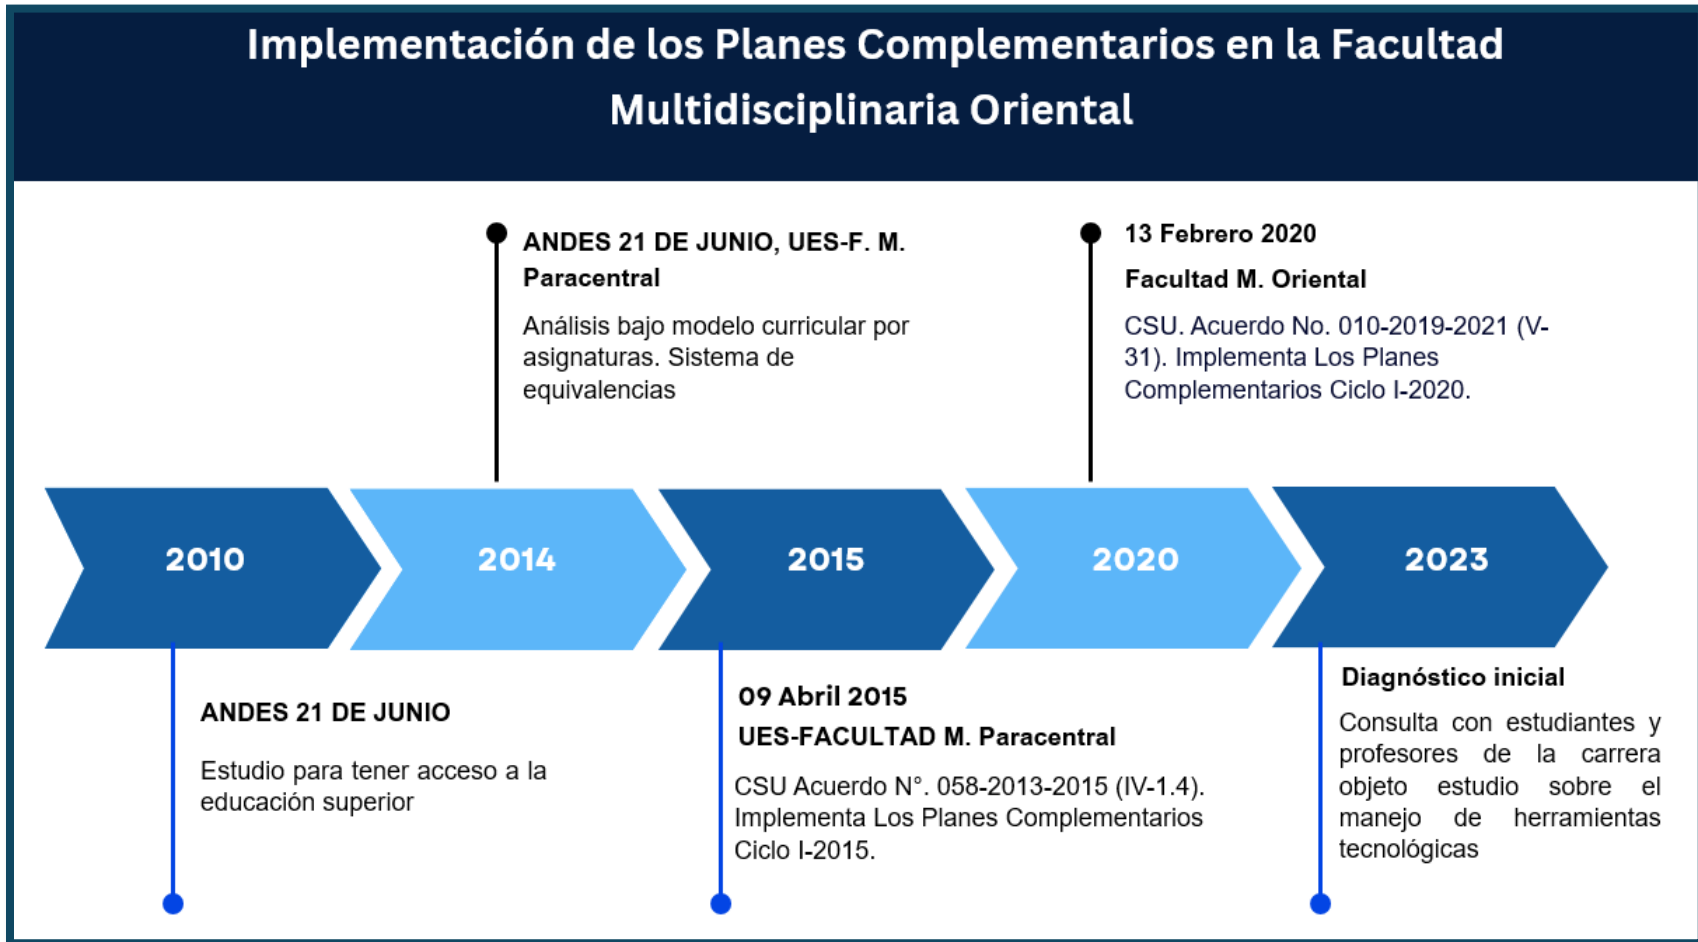 Implementación de los Planes Complementarios en la Facultad
Multidisciplinaria Oriental
ANDES 21 DE JUNIO, UES-F. M.
Paracentral
Análisis bajo modelo curricular por
asignaturas. Sistema de
equivalencias
13 Febrero 2020
Facultad M. Oriental
CSU. Acuerdo No. 010-2019-2021 (V-
31). Implementa Los Planes
Complementarios Ciclo I-2020.
2010
2014
2015
2020
2023
ANDES 21 DE JUNIO
Estudio para tener acceso a la
educación superior
09 Abril 2015
UES-FACULTAD M. Paracentral
CSU Acuerdo N°. 058-2013-2015 (IV-1.4).
Implementa Los Planes Complementarios
Ciclo I-2015.
Diagnóstico inicial
Consulta con estudiantes y
profesores de la carrera
objeto estudio sobre el
manejo de herramientas
tecnológicas